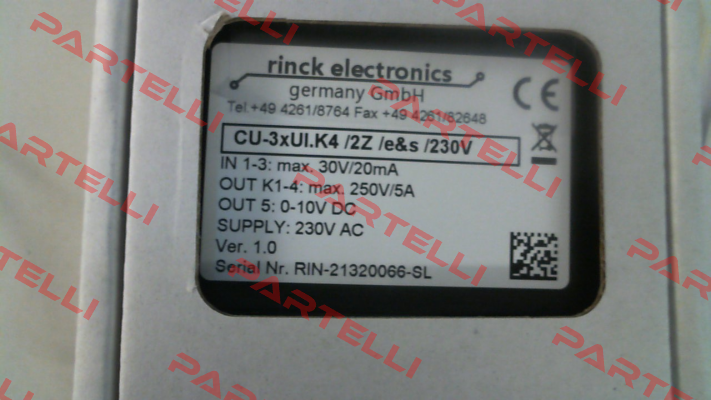 rinck electronics
germany GmbH
Tel +49 4261/8764 Fax +49 4261/82648
CU-3xUI.K4 /2Z /e&s /230V
IN 1-3: max. 30V/20mA
OUT K1-4: max. 250V/5A
OUT 5: 0-10V DC
SUPPLY: 230V AC
Ver. 1.0
Serial Nr. RIN-21320066-SL
CE
PARTELLI
PARTELLI
PARTELLI
PARTELLI
PARTELLI
PARTELLI
PARTELLI